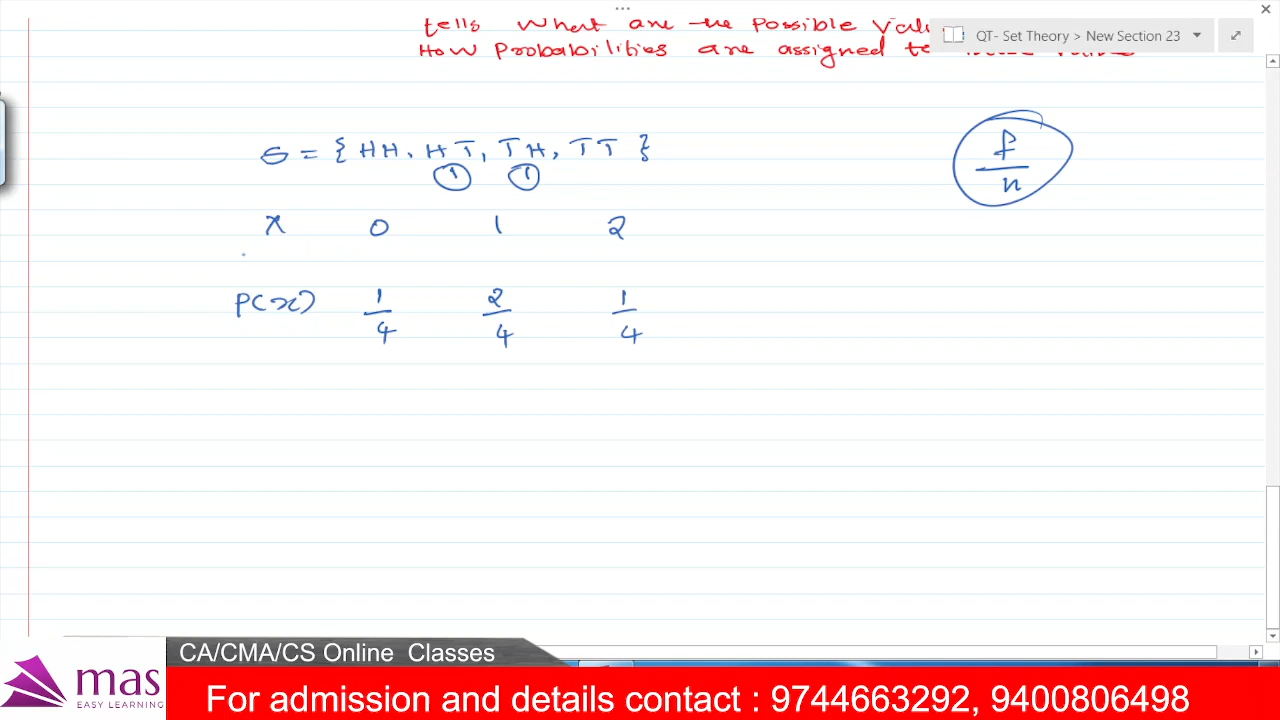 tells what are the possible
QT- Set Theory > New Section 23
How probabilities are assigned to
S = { HH, HT, TH, TT }
1 1
f
n
x 0 1 2
P(x) 1/4 2/4 1/4
CA/CMA/CS Online Classes
mas
EASY LEARNING
For admission and details contact : 9744663292, 9400806498